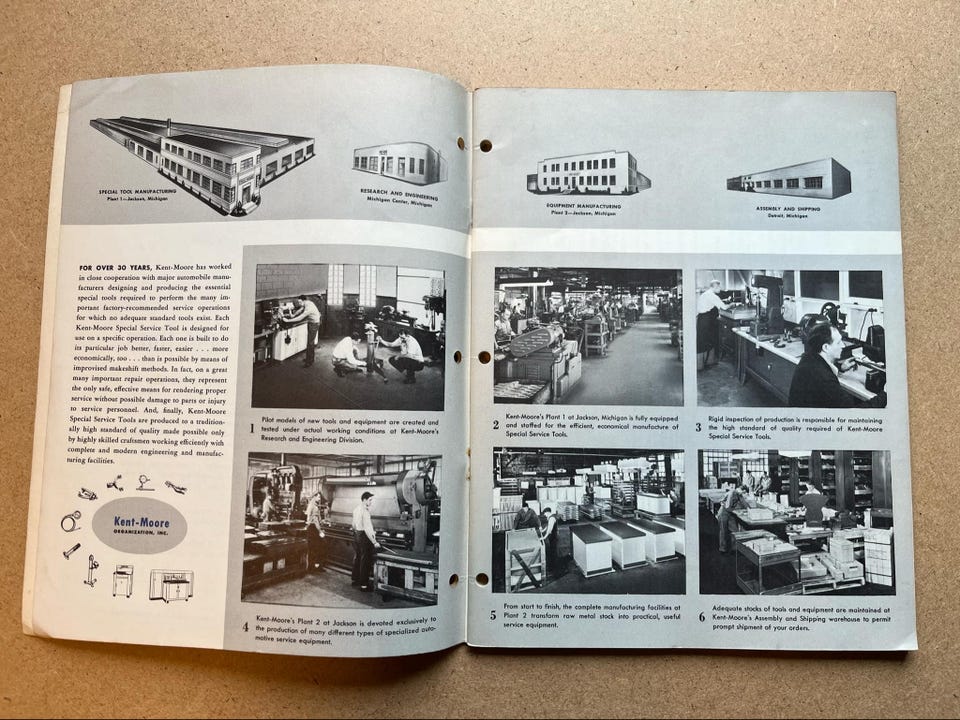 SPECIAL TOOL MANUFACTURING
Plant 1—Jackson, Michigan
RESEARCH AND ENGINEERING
Michigan Center, Michigan
FOR OVER 30 YEARS, Kent-Moore has worked
in close cooperation with major automobile manu-
facturers designing and producing the essential
special tools required to perform the many im-
portant factory-recommended service operations
for which no adequate standard tools exist. Each
Kent-Moore Special Service Tool is designed for
use on a specific operation. Each one is built to do
its particular job better, faster, easier . . . more
economically, too . . . than is possible by means of
improvised makeshift methods. In fact, on a great
many important repair operations, they represent
the only safe, effective means for rendering proper
service without possible damage to parts or injury
to service personnel. And, finally, Kent-Moore
Special Service Tools are produced to a tradition-
ally high standard of quality made possible only
by highly skilled craftsmen working efficiently with
complete and modern engineering and manufac-
turing facilities.
Kent-Moore
ORGANIZATION, INC.
1 Pilot models of new tools and equipment are created and
tested under actual working conditions at Kent-Moore's
Research and Engineering Division.
4 Kent-Moore's Plant 2 at Jackson is devoted exclusively to
the production of many different types of specialized auto-
motive service equipment.
EQUIPMENT MANUFACTURING
Plant 2—Jackson, Michigan
ASSEMBLY AND SHIPPING
Detroit, Michigan
2 Kent-Moore's Plant 1 at Jackson, Michigan is fully equipped
and staffed for the efficient, economical manufacture of
Special Service Tools.
3 Rigid inspection of production is responsible for maintaining
the high standard of quality required of Kent-Moore
Special Service Tools.
5 From start to finish, the complete manufacturing facilities at
Plant 2 transform raw metal stock into practical, useful
service equipment.
6 Adequate stocks of tools and equipment are maintained at
Kent-Moore's Assembly and Shipping warehouse to permit
prompt shipment of your orders.